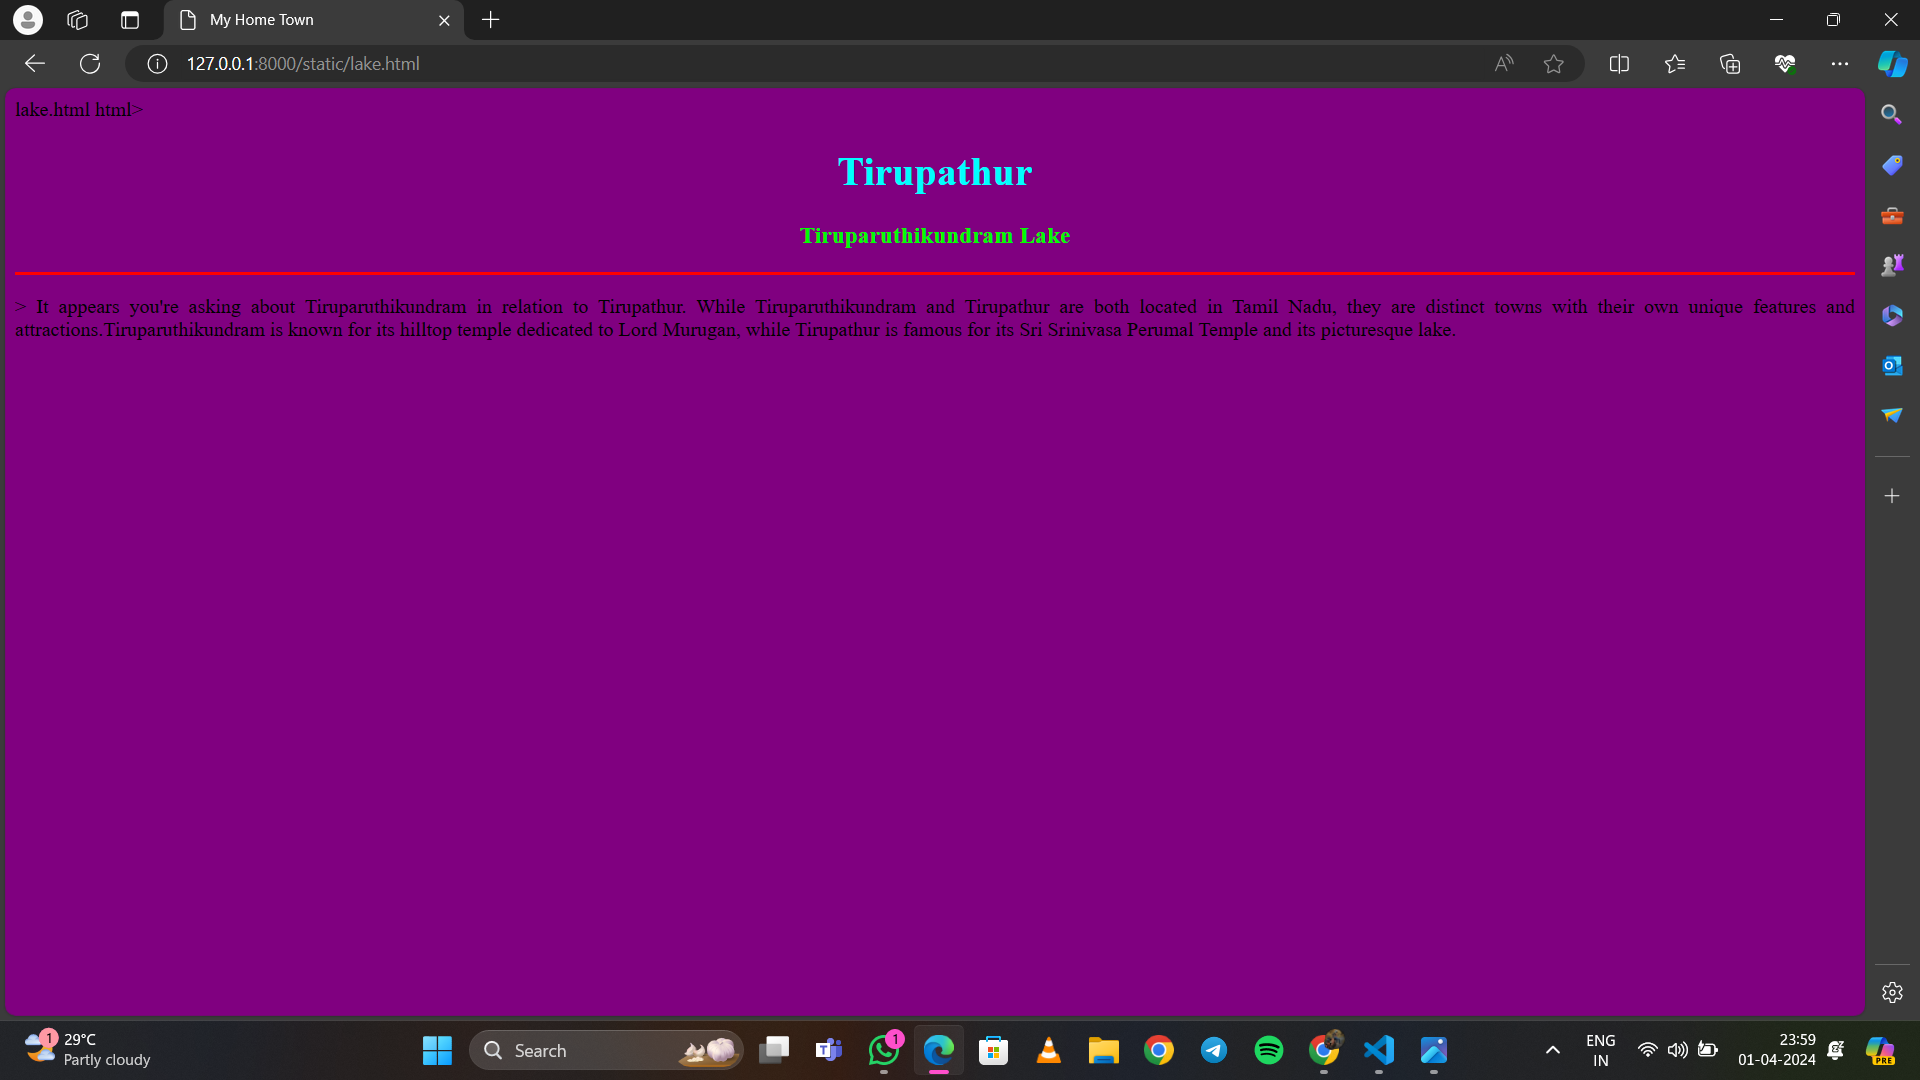 My Home Town
127.0.0.1:8000/static/lake.html
lake.html html>
Tirupathur
Tiruparuthikundram Lake
> It appears you're asking about Tiruparuthikundram in relation to Tirupathur. While Tiruparuthikundram and Tirupathur are both located in Tamil Nadu, they are distinct towns with their own unique features and
attractions.Tiruparuthikundram is known for its hilltop temple dedicated to Lord Murugan, while Tirupathur is famous for its Sri Srinivasa Perumal Temple and its picturesque lake.
1
29°C
Partly cloudy
Search
1
ENG
IN
23:59
01-04-2024
PRE